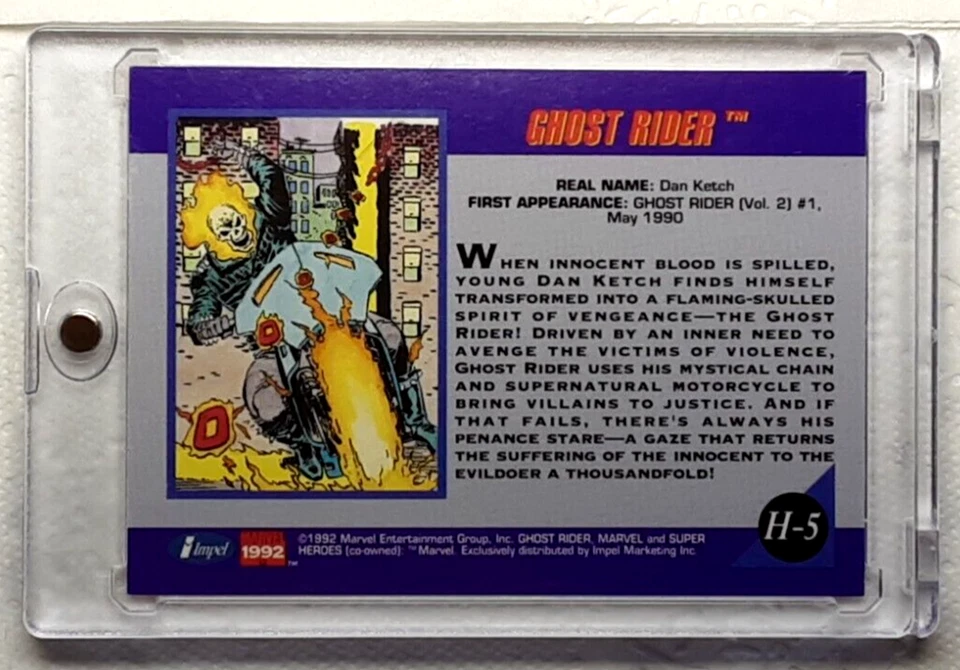 GHOST RIDER ™
REAL NAME: Dan Ketch
FIRST APPEARANCE: GHOST RIDER (Vol. 2) #1,
May 1990
WHEN INNOCENT BLOOD IS SPILLED,
YOUNG DAN KETCH FINDS HIMSELF
TRANSFORMED INTO A FLAMING-SKULLED
SPIRIT OF VENGEANCE—THE GHOST
RIDER! DRIVEN BY AN INNER NEED TO
AVENGE THE VICTIMS OF VIOLENCE,
GHOST RIDER USES HIS MYSTICAL CHAIN
AND SUPERNATURAL MOTORCYCLE TO
BRING VILLAINS TO JUSTICE. AND IF
THAT FAILS, THERE'S ALWAYS HIS
PENANCE STARE—A GAZE THAT RETURNS
THE SUFFERING OF THE INNOCENT TO THE
EVILDOER A THOUSANDFOLD!
H-5
Impel
MARVEL
1992
™
©1992 Marvel Entertainment Group, Inc. GHOST RIDER, MARVEL and SUPER
HEROES (co-owned): ™ Marvel. Exclusively distributed by Impel Marketing Inc.